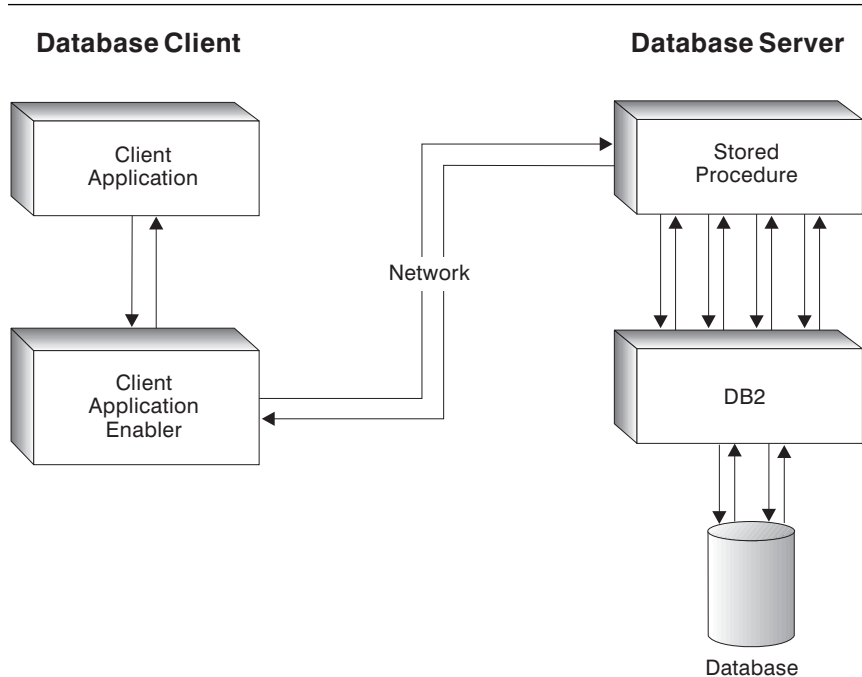 Database Client
Database Server
Client
Application
Stored
Procedure
Network
Client
Application
Enabler
DB2
Database